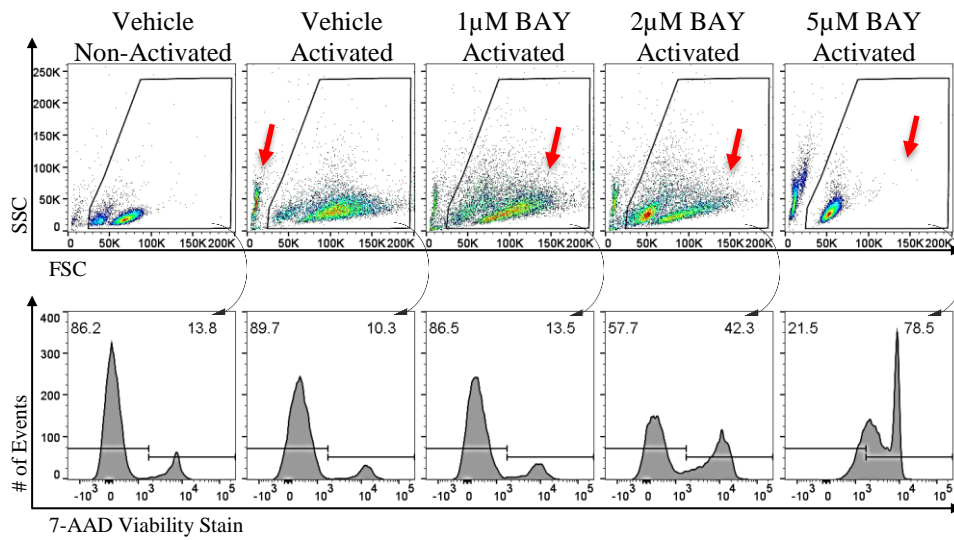 Vehicle Vehicle 1µM BAY 2µM BAY 5µM BAY
Non-Activated Activated Activated Activated Activated
250K
200K
150K
100K
50K
0
SSC
0 50K 100K 150K 200K 0 50K 100K 150K 200K 0 50K 100K 150K 200K 0 50K 100K 150K 200K 0 50K 100K 150K 200K
FSC
400
300
200
100
0
# of Events
86.2 13.8 89.7 10.3 86.5 13.5 57.7 42.3 21.5 78.5
-10³ 0 10³ 10⁴ 10⁵ -10³ 0 10³ 10⁴ 10⁵ -10³ 0 10³ 10⁴ 10⁵ -10³ 0 10³ 10⁴ 10⁵ -10³ 0 10³ 10⁴ 10⁵
7-AAD Viability Stain